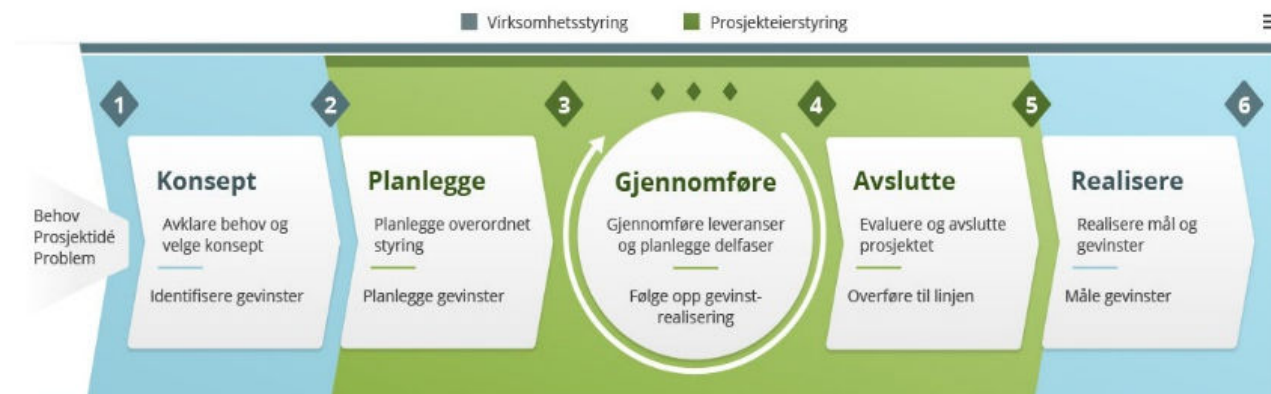 Virksomhetsstyring
Prosjekteierstyring
1
2
3
4
5
6
Behov
Prosjektidé
Problem
Konsept
Avklare behov og
velge konsept
Identifisere gevinster
Planlegge
Planlegge overordnet
styring
Planlegge gevinster
Gjennomføre
Gjennomføre leveranser
og planlegge delfaser
Følge opp gevinst-
realisering
Avslutte
Evaluere og avslutte
prosjektet
Overføre til linjen
Realisere
Realisere mål og
gevinster
Måle gevinster